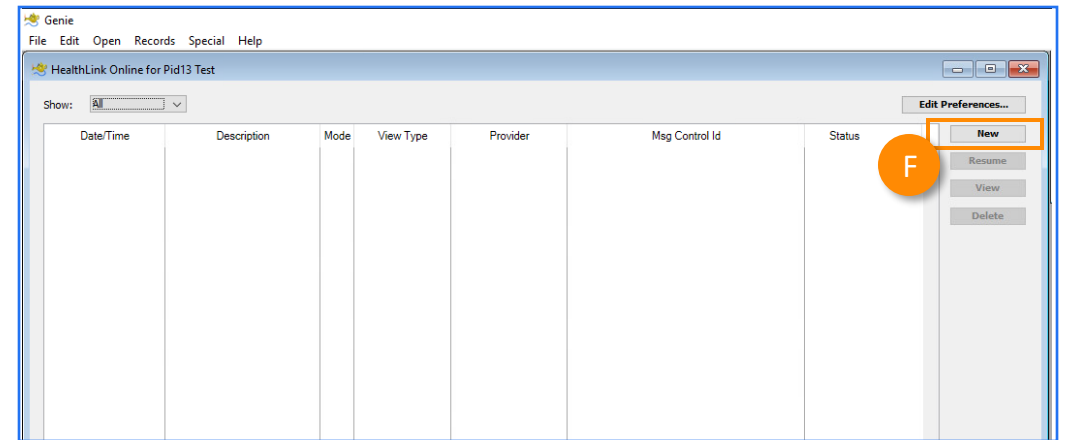 Genie
File Edit Open Records Special Help
HealthLink Online for Pid13 Test
Show: All Edit Preferences...
Date/Time Description Mode View Type Provider Msg Control Id Status New
F Resume
View
Delete